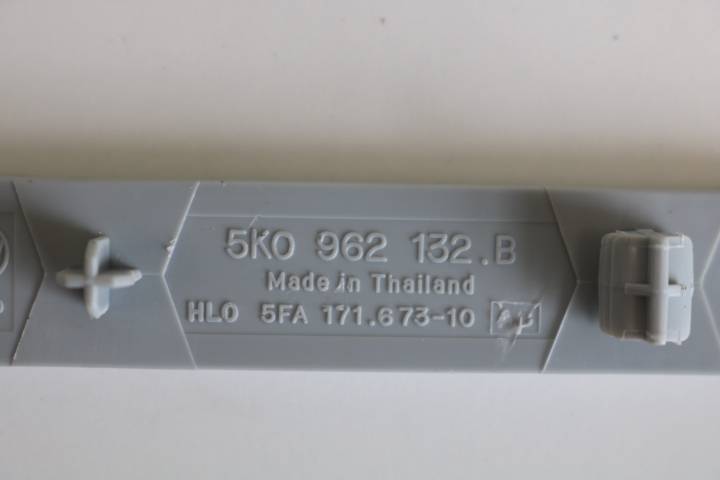 5K0 962 132.B
Made in Thailand
HLO 5FA 171.673-10